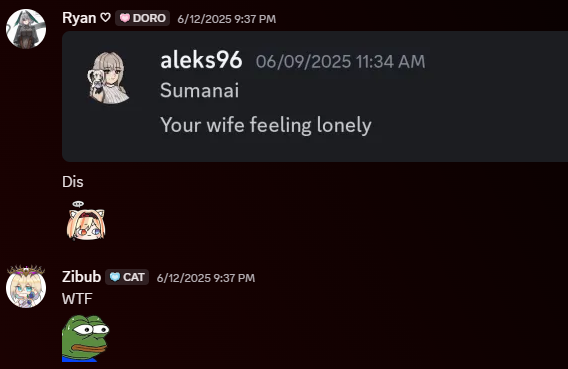 Ryan ♡ DORO 6/12/2025 9:37 PM
aleks96 06/09/2025 11:34 AM
Sumanai
Your wife feeling lonely
Dis
Zibub CAT 6/12/2025 9:37 PM
WTF